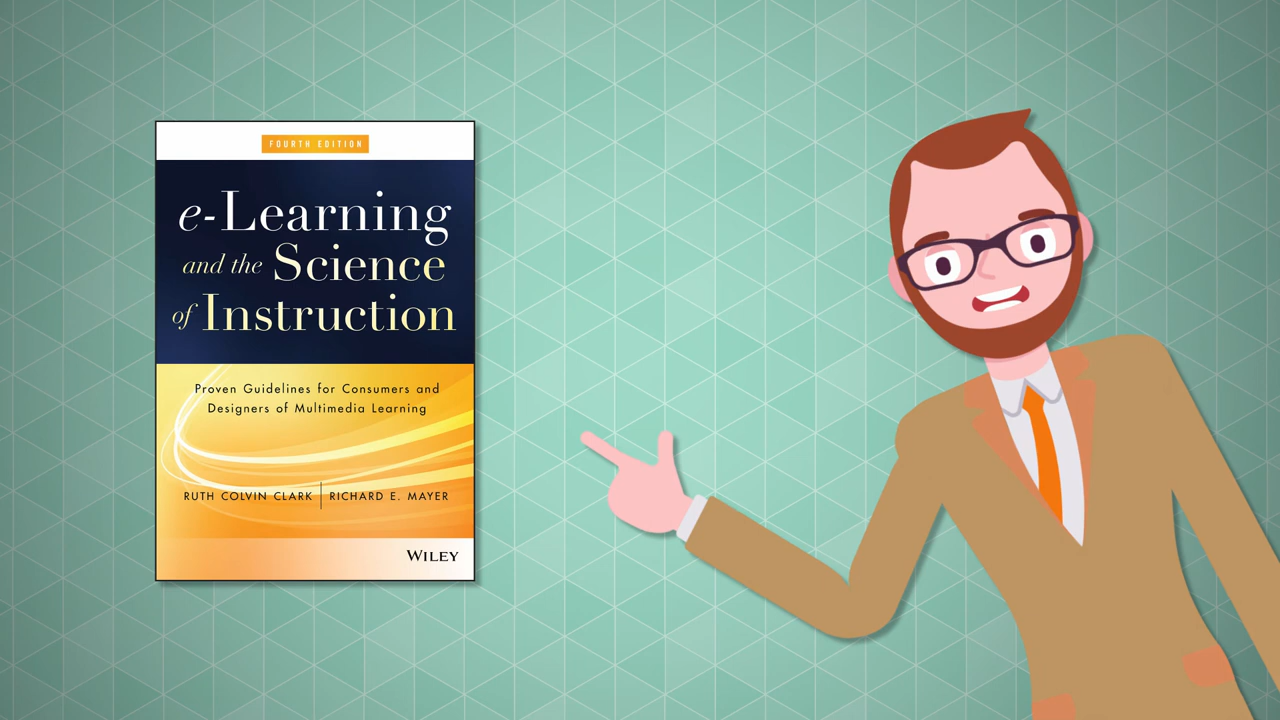 FOURTH EDITION
e-Learning
and the Science
of Instruction
Proven Guidelines for Consumers and
Designers of Multimedia Learning
RUTH COLVIN CLARK | RICHARD E. MAYER
WILEY